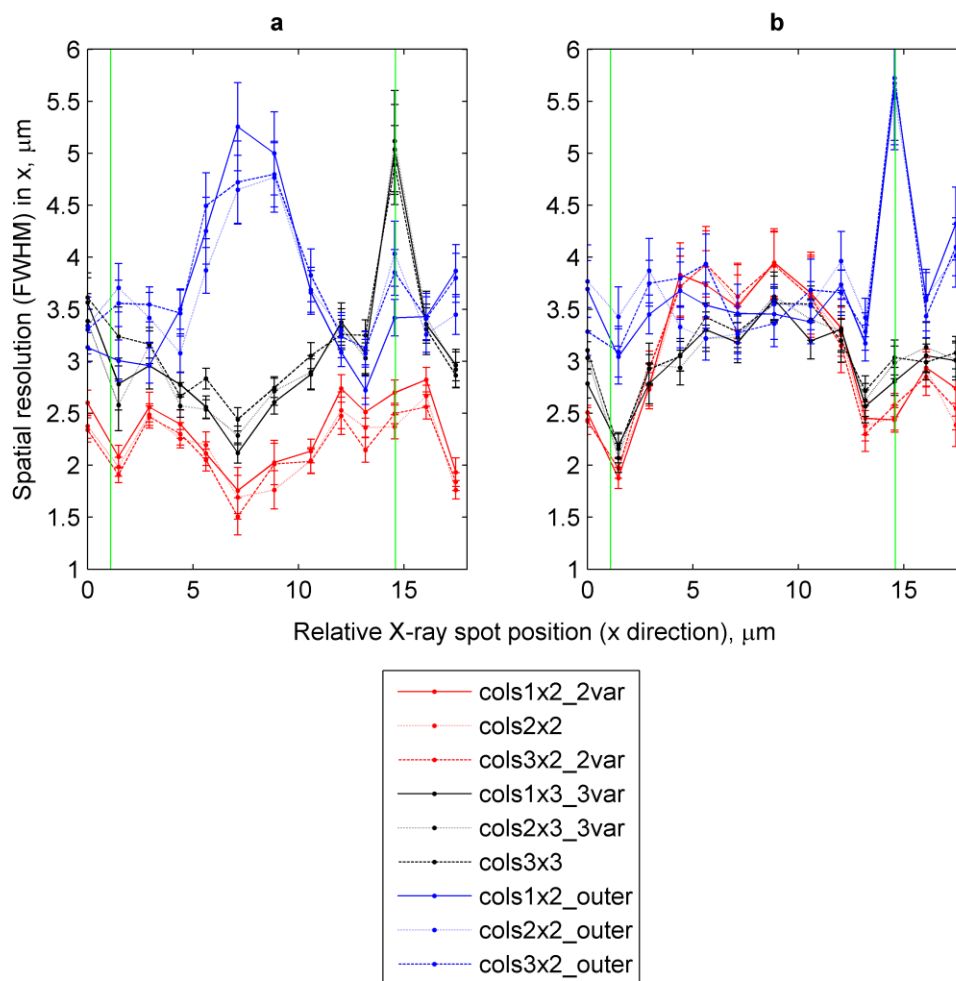 a
b
Spatial resolution (FWHM) in x, μm
6
5.5
5
4.5
4
3.5
3
2.5
2
1.5
1
0
5
10
15
6
5.5
5
4.5
4
3.5
3
2.5
2
1.5
1
0
5
10
15
Relative X-ray spot position (x direction), μm
cols1x2_2var
cols2x2
cols3x2_2var
cols1x3_3var
cols2x3_3var
cols3x3
cols1x2_outer
cols2x2_outer
cols3x2_outer